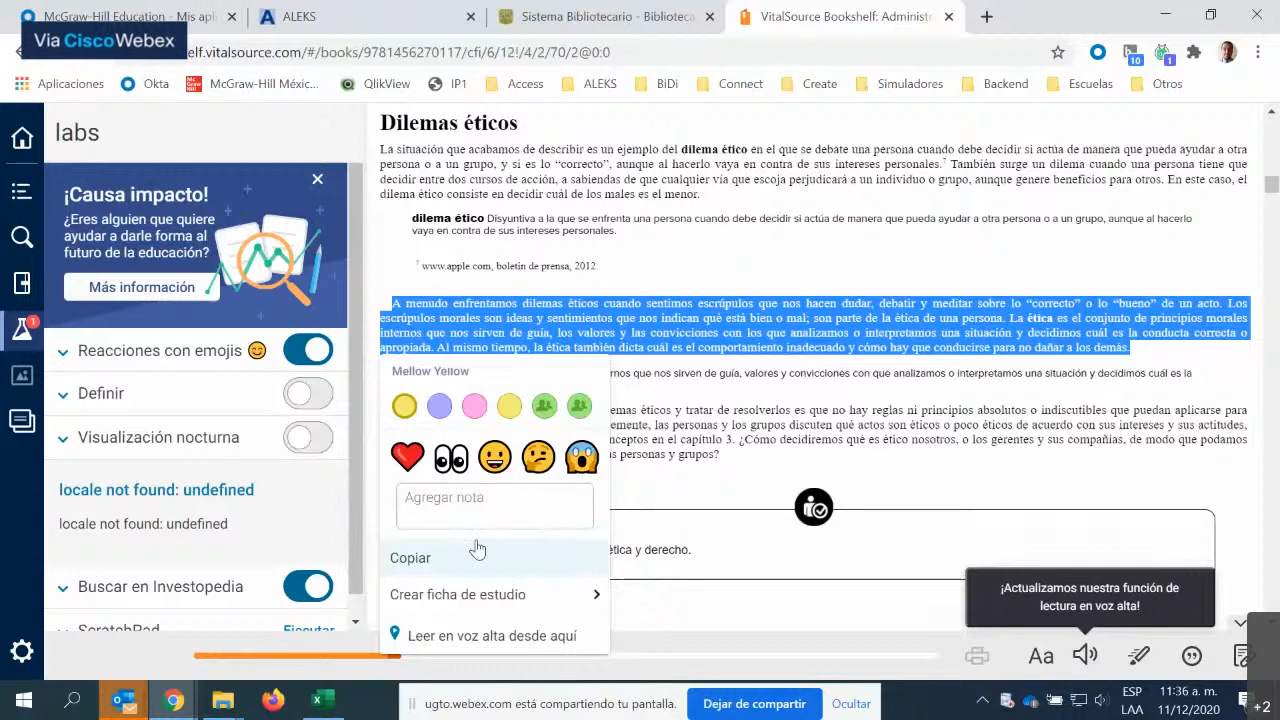 McGraw-Hill Education - Mis apl
ALEKS
Sistema Bibliotecario - Bibliotec
VitalSource Bookshelf: Administ
Via Cisco Webex
elf.vitalsource.com/#/books/9781456270117/cfi/6/12!/4/2/70/2@0:0
10
1
Aplicaciones
Okta
McGraw-Hill Méxic...
QlikView
IP1
Access
ALEKS
BiDi
Connect
Create
Simuladores
Backend
Escuelas
Otros
labs
¡Causa impacto!
¿Eres alguien que quiere
ayudar a darle forma al
futuro de la educación?
Más información
1
Reacciones con emojis
Definir
Visualización nocturna
locale not found: undefined
locale not found: undefined
Buscar en Investopedia
ScratchPad
Ejecutar
Dilemas éticos
La situación que acabamos de describir es un ejemplo del dilema ético en el que se debate una persona cuando debe decidir si actúa de manera que pueda ayudar a otra
persona o a un grupo, y si es lo “correcto”, aunque al hacerlo vaya en contra de sus intereses personales.7 También surge un dilema cuando una persona tiene que
decidir entre dos cursos de acción, a sabiendas de que cualquier vía que escoja perjudicará a un individuo o grupo, aunque genere beneficios para otros. En este caso, el
dilema ético consiste en decidir cuál de los males es el menor.
dilema ético Disyuntiva a la que se enfrenta una persona cuando debe decidir si actúa de manera que pueda ayudar a otra persona o a un grupo, aunque al hacerlo
vaya en contra de sus intereses personales.
7 www.apple.com, boletín de prensa, 2012.
A menudo enfrentamos dilemas éticos cuando sentimos escrúpulos que nos hacen dudar, debatir y meditar sobre lo “correcto” o lo “bueno” de un acto. Los
escrúpulos morales son ideas y sentimientos que nos indican qué está bien o mal; son parte de la ética de una persona. La ética es el conjunto de principios morales
internos que nos sirven de guía, los valores y las convicciones con los que analizamos o interpretamos una situación y decidimos cuál es la conducta correcta o
apropiada. Al mismo tiempo, la ética también dicta cuál es el comportamiento inadecuado y cómo hay que conducirse para no dañar a los demás.
rnos que nos sirven de guía, valores y convicciones con que analizamos o interpretamos una situación y decidimos cuál es la
emas éticos y tratar de resolverlos es que no hay reglas ni principios absolutos o indiscutibles que puedan aplicarse para
emente, las personas y los grupos discuten qué actos son éticos o poco éticos de acuerdo con sus intereses y sus actitudes,
nceptos en el capítulo 3. ¿Cómo decidiremos qué es ético nosotros, o los gerentes y sus compañías, de modo que podamos
as personas y grupos?
ética y derecho.
Mellow Yellow
Agregar nota
Copiar
Crear ficha de estudio
Leer en voz alta desde aquí
¡Actualizamos nuestra función de
lectura en voz alta!
Aa
ugto.webex.com está compartiendo tu pantalla.
Dejar de compartir
Ocultar
ESP
LAA
11:36 a. m.
11/12/2020
+2